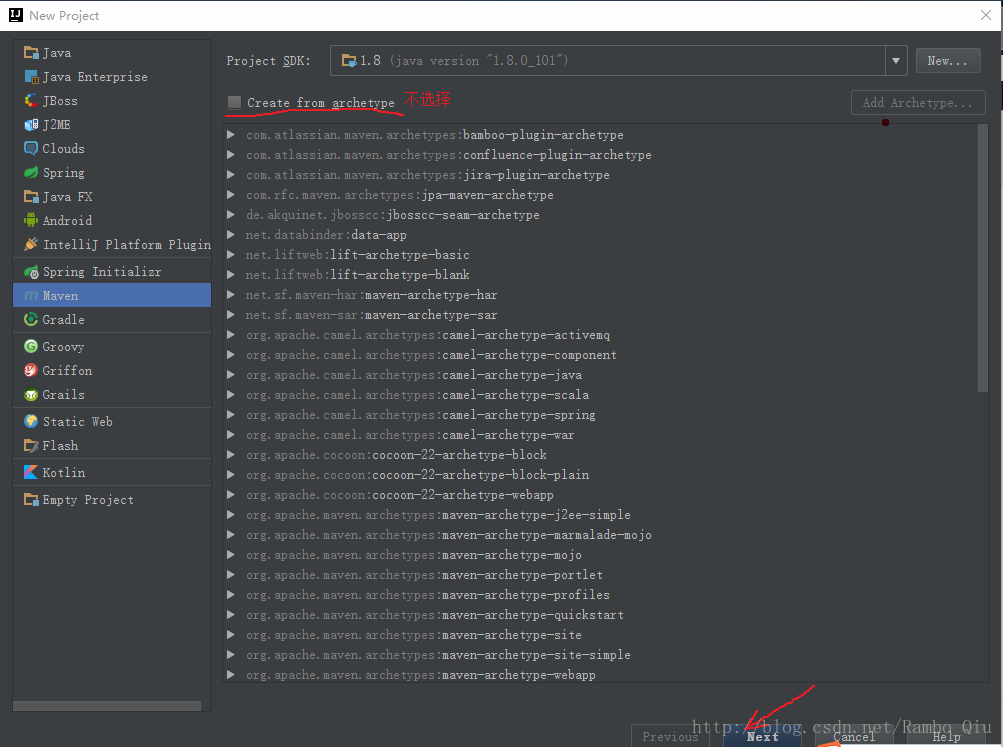 New Project
Java
Java Enterprise
JBoss
J2ME
Clouds
Spring
Java FX
Android
IntelliJ Platform Plugin
Spring Initializr
Maven
Gradle
Groovy
Griffon
Grails
Static Web
Flash
Kotlin
Empty Project
Project SDK: 1.8 (java version "1.8.0_101") New...
Create from archetype 不选择 Add Archetype...
com.atlassian.maven.archetypes:bamboo-plugin-archetype
com.atlassian.maven.archetypes:confluence-plugin-archetype
com.atlassian.maven.archetypes:jira-plugin-archetype
com.rfc.maven.archetypes:jpa-maven-archetype
de.akquinet.jbosscc:jbosscc-seam-archetype
net.databinder:data-app
net.liftweb:lift-archetype-basic
net.liftweb:lift-archetype-blank
net.sf.maven-har:maven-archetype-har
net.sf.maven-sar:maven-archetype-sar
org.apache.camel.archetypes:camel-archetype-activemq
org.apache.camel.archetypes:camel-archetype-component
org.apache.camel.archetypes:camel-archetype-java
org.apache.camel.archetypes:camel-archetype-scala
org.apache.camel.archetypes:camel-archetype-spring
org.apache.camel.archetypes:camel-archetype-war
org.apache.cocoon:cocoon-22-archetype-block
org.apache.cocoon:cocoon-22-archetype-block-plain
org.apache.cocoon:cocoon-22-archetype-webapp
org.apache.maven.archetypes:maven-archetype-j2ee-simple
org.apache.maven.archetypes:maven-archetype-marmalade-mojo
org.apache.maven.archetypes:maven-archetype-mojo
org.apache.maven.archetypes:maven-archetype-portlet
org.apache.maven.archetypes:maven-archetype-profiles
org.apache.maven.archetypes:maven-archetype-quickstart
org.apache.maven.archetypes:maven-archetype-site
org.apache.maven.archetypes:maven-archetype-site-simple
org.apache.maven.archetypes:maven-archetype-webapp
http://blog.csdn.net/Rambo_Qiu
Previous Next Cancel Help